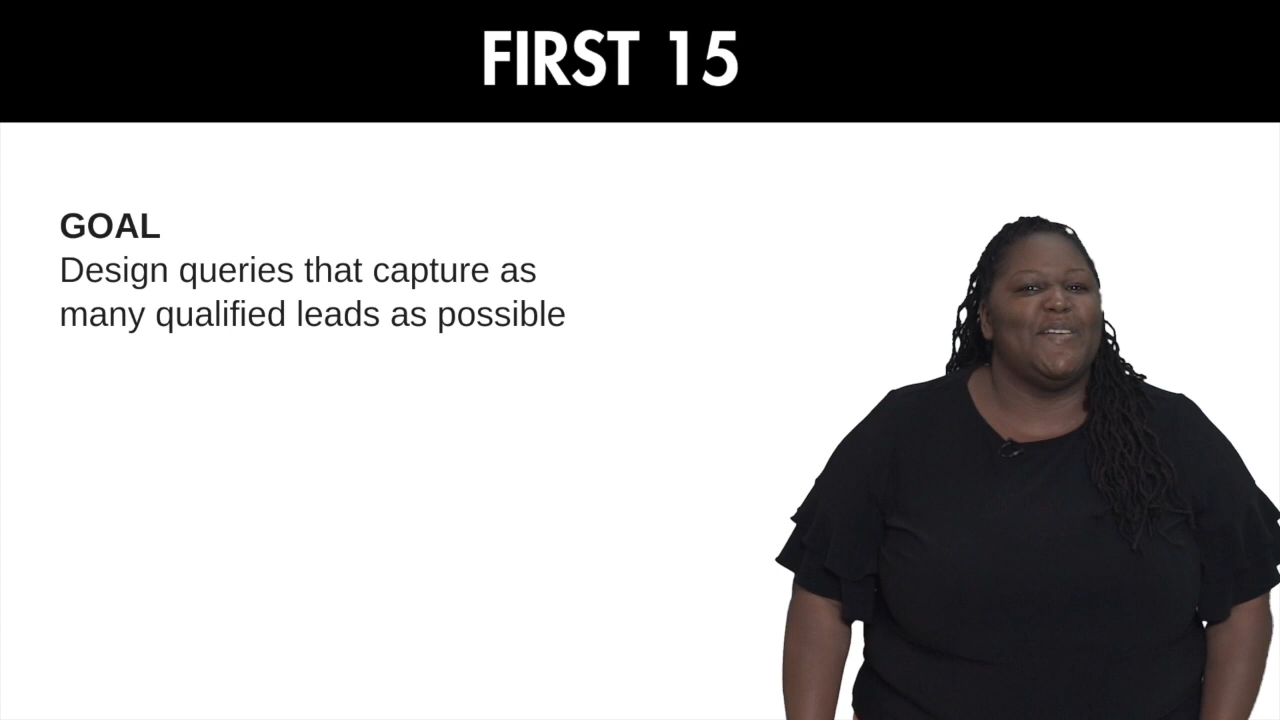 FIRST 15
GOAL
Design queries that capture as
many qualified leads as possible